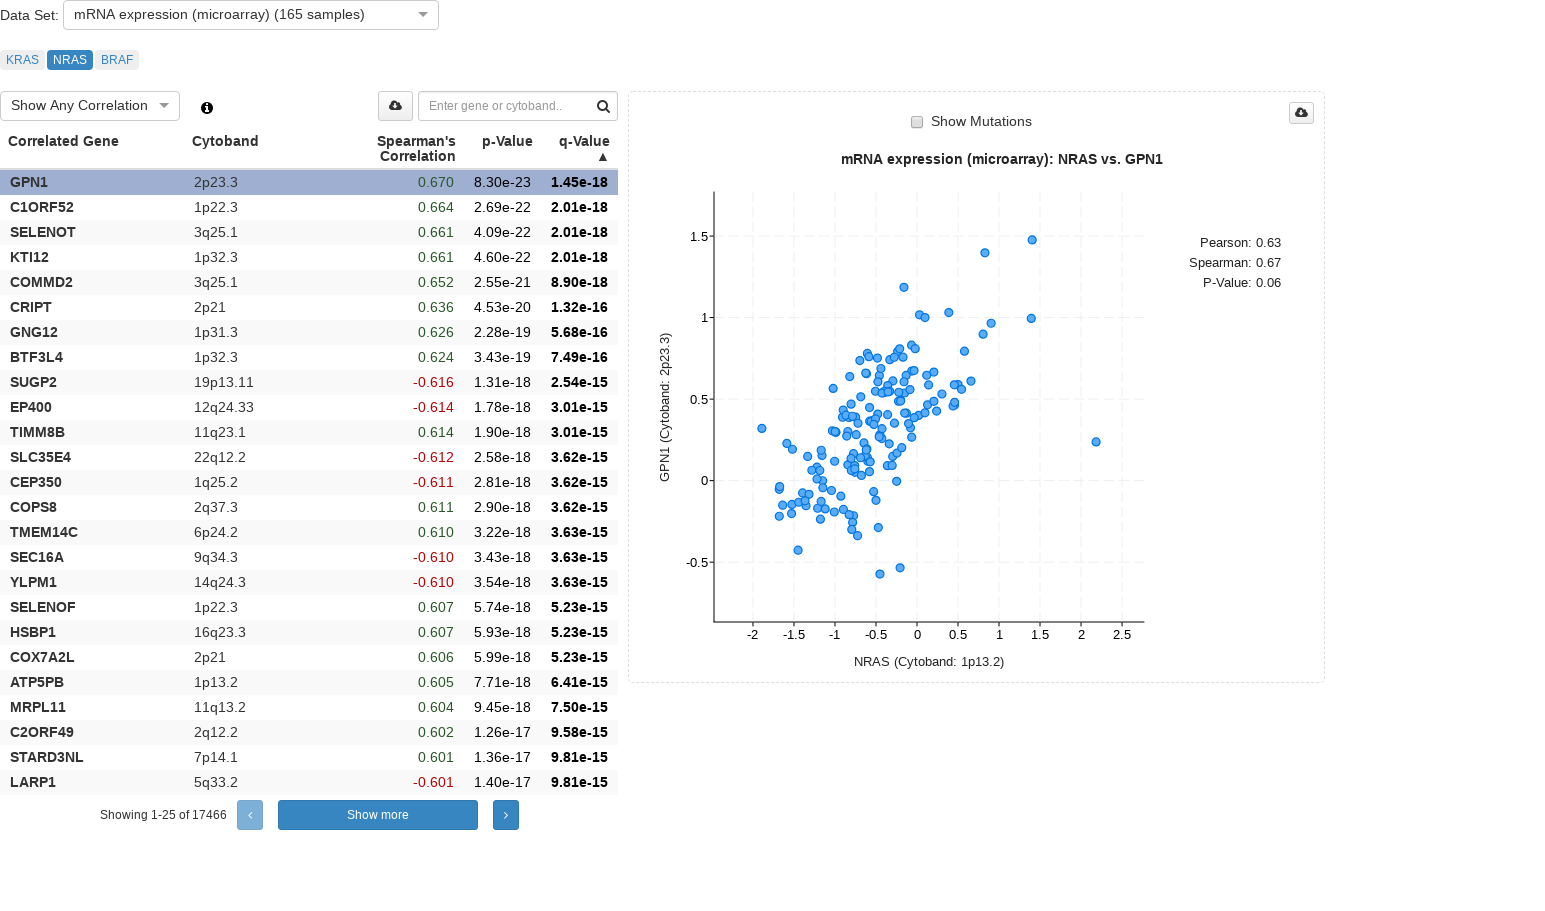 Data Set: mRNA expression (microarray) (165 samples)
KRAS NRAS BRAF
Show Any Correlation
Enter gene or cytoband..
Correlated Gene Cytoband Spearman's Correlation p-Value q-Value ▲
GPN1 2p23.3 0.670 8.30e-23 1.45e-18
C1ORF52 1p22.3 0.664 2.69e-22 2.01e-18
SELENOT 3q25.1 0.661 4.09e-22 2.01e-18
KTI12 1p32.3 0.661 4.60e-22 2.01e-18
COMMD2 3q25.1 0.652 2.55e-21 8.90e-18
CRIPT 2p21 0.636 4.53e-20 1.32e-16
GNG12 1p31.3 0.626 2.28e-19 5.68e-16
BTF3L4 1p32.3 0.624 3.43e-19 7.49e-16
SUGP2 19p13.11 -0.616 1.31e-18 2.54e-15
EP400 12q24.33 -0.614 1.78e-18 3.01e-15
TIMM8B 11q23.1 0.614 1.90e-18 3.01e-15
SLC35E4 22q12.2 -0.612 2.58e-18 3.62e-15
CEP350 1q25.2 -0.611 2.81e-18 3.62e-15
COPS8 2q37.3 0.611 2.90e-18 3.62e-15
TMEM14C 6p24.2 0.610 3.22e-18 3.63e-15
SEC16A 9q34.3 -0.610 3.43e-18 3.63e-15
YLPM1 14q24.3 -0.610 3.54e-18 3.63e-15
SELENOF 1p22.3 0.607 5.74e-18 5.23e-15
HSBP1 16q23.3 0.607 5.93e-18 5.23e-15
COX7A2L 2p21 0.606 5.99e-18 5.23e-15
ATP5PB 1p13.2 0.605 7.71e-18 6.41e-15
MRPL11 11q13.2 0.604 9.45e-18 7.50e-15
C2ORF49 2q12.2 0.602 1.26e-17 9.58e-15
STARD3NL 7p14.1 0.601 1.36e-17 9.81e-15
LARP1 5q33.2 -0.601 1.40e-17 9.81e-15
Showing 1-25 of 17466 Show more
Show Mutations
mRNA expression (microarray): NRAS vs. GPN1
Pearson: 0.63
Spearman: 0.67
P-Value: 0.06
GPN1 (Cytoband: 2p23.3)
1.5
1
0.5
0
-0.5
-2 -1.5 -1 -0.5 0 0.5 1 1.5 2 2.5
NRAS (Cytoband: 1p13.2)